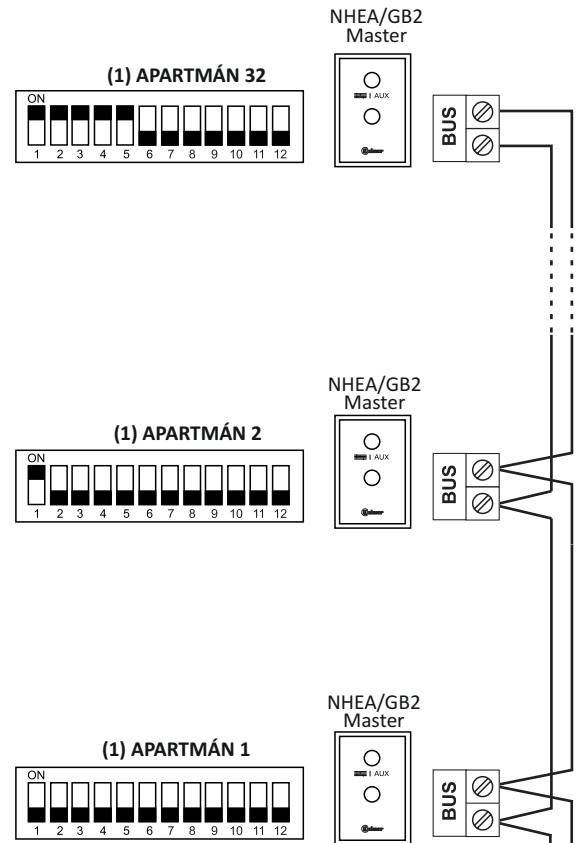 NHEA/GB2
Master
(1) APARTMÁN 32
ON
1 2 3 4 5 6 7 8 9 10 11 12
AUX
BUS
NHEA/GB2
Master
(1) APARTMÁN 2
ON
1 2 3 4 5 6 7 8 9 10 11 12
AUX
BUS
NHEA/GB2
Master
(1) APARTMÁN 1
ON
1 2 3 4 5 6 7 8 9 10 11 12
AUX
BUS